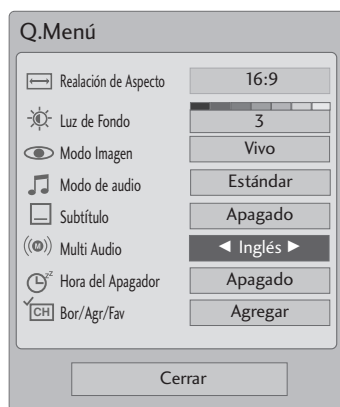 Q.Menú
Realación de Aspecto 16:9
Luz de Fondo 3
Modo Imagen Vivo
Modo de audio Estándar
Subtítulo Apagado
Multi Audio ◄ Inglés ►
z z
Hora del Apagador Apagado
CH Bor/Agr/Fav Agregar
Cerrar